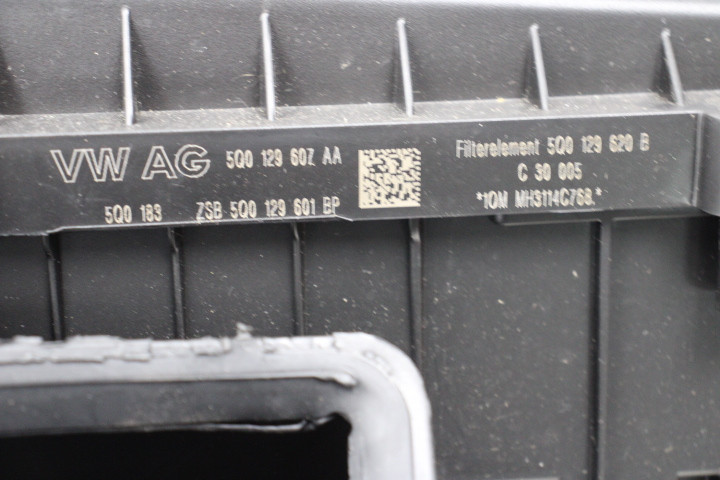 VW AG 5Q0 129 607 AA
5Q0 183 ZSB 5Q0 129 601 BP
Filterelement 5Q0 129 620 B
C 30 005
*1QM MH3114C768.*